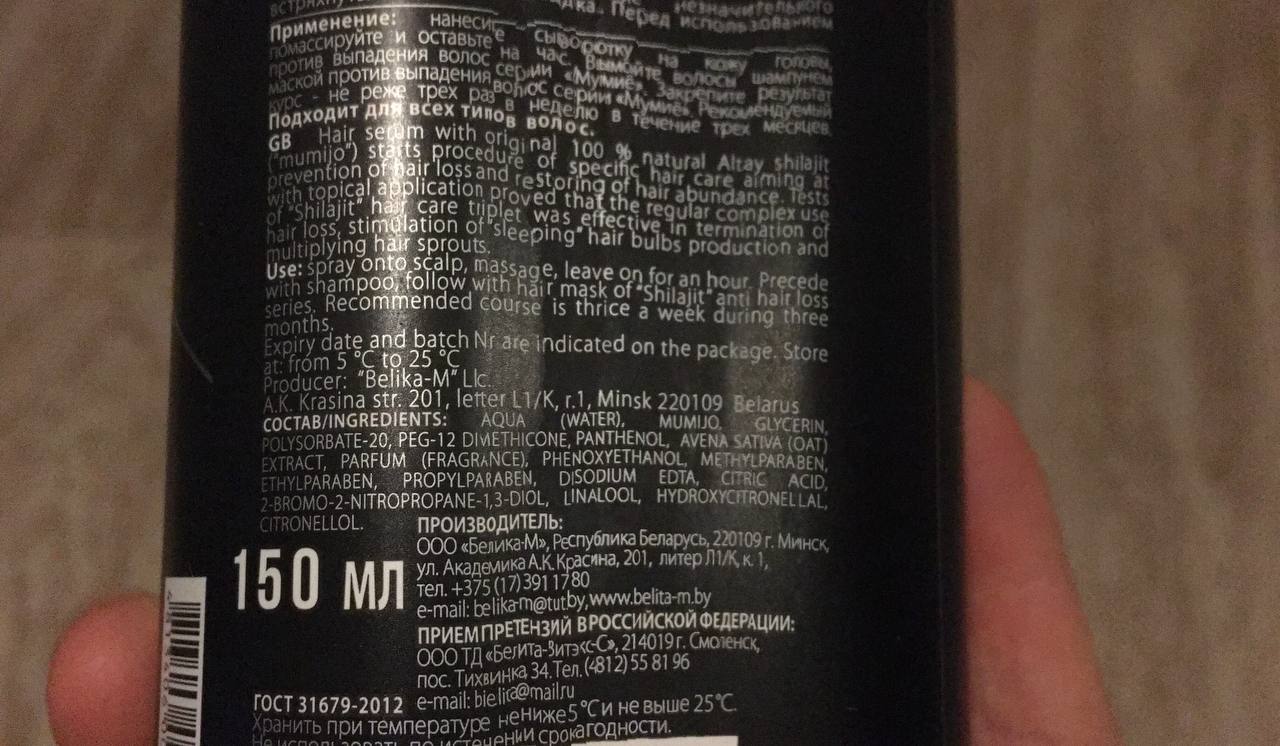 незначительного
встряхнуть
Перед использованием
Применение: нанесите сыворотку на кожу головы,
помассируйте и оставьте на час. Вымойте волосы шампунем
против выпадения волос серии «Мумиё». Закрепите результат
маской против выпадения волос серии «Мумиё». Рекомендуемый
курс - не реже трех раз в неделю в течение трех месяцев.
Подходит для всех типов волос.
GB Hair serum with original 100 % natural Altay shilajit
("mumijo") starts procedure of specific hair care aiming at
prevention of hair loss and restoring of hair abundance. Tests
with topical application proved that the regular complex use
of "Shilajit" hair care triplet was effective in termination of
hair loss, stimulation of "sleeping" hair bulbs production and
multiplying hair sprouts.
Use: spray onto scalp, massage, leave on for an hour. Precede
with shampoo, follow with hair mask of "Shilajit" anti hair loss
series. Recommended course is thrice a week during three
months.
Expiry date and batch Nr are indicated on the package. Store
at: from 5 °C to 25 °C
Producer: "Belika-M" Llc.
A.K. Krasina str. 201, letter L1/K, r.1, Minsk 220109 Belarus
СОСТАВ/INGREDIENTS: AQUA (WATER), MUMIJO, GLYCERIN,
POLYSORBATE-20, PEG-12 DIMETHICONE, PANTHENOL, AVENA SATIVA (OAT)
EXTRACT, PARFUM (FRAGRANCE), PHENOXYETHANOL, METHYLPARABEN,
ETHYLPARABEN, PROPYLPARABEN, DISODIUM EDTA, CITRIC ACID,
2-BROMO-2-NITROPROPANE-1,3-DIOL, LINALOOL, HYDROXYCITRONELLAL,
CITRONELLOL.
150 МЛ
ПРОИЗВОДИТЕЛЬ:
ООО «Белика-М», Республика Беларусь, 220109 г. Минск,
ул. Академика А.К. Красина, 201, литер Л1/К, к. 1,
тел. +375 (17) 391 17 80
e-mail: belika-m@tut.by, www.belita-m.by
ПРИЕМ ПРЕТЕНЗИЙ В РОССИЙСКОЙ ФЕДЕРАЦИИ:
ООО ТД «Белита-Витэкс-С», 214019 г. Смоленск,
пос. Тихвинка, 34. Тел. (4812) 55 81 96
e-mail: bielita@mail.ru
ГОСТ 31679-2012
Хранить при температуре не ниже 5 °C и не выше 25 °C.
Не использовать по истечении срока годности.